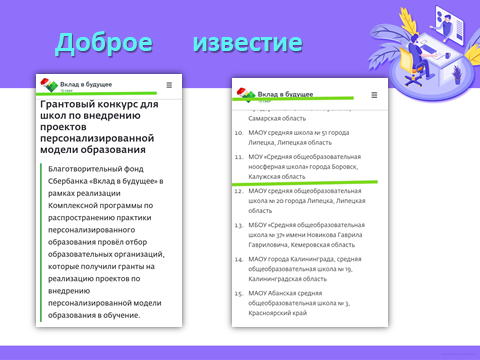 Доброе известие
Вклад в будущее
Грантовый конкурс для
школ по внедрению
проектов
персонализированной
модели образования
Благотворительный фонд
Сбербанка «Вклад в будущее» в
рамках реализации
Комплексной программы по
распространению практики
персонализированного
образования провёл отбор
образовательных организаций,
которые получили гранты на
реализацию проектов по
внедрению
персонализированной модели
образования в обучение.
Вклад в будущее
Самарская область
10. МАОУ средняя школа № 51 города
Липецка, Липецкая область
11. МОУ «Средняя общеобразовательная
ноосферная школа» города Боровск,
Калужская область
12. МАОУ средняя общеобразовательная
школа № 20 города Липецка, Липецкая
область
13. МБОУ «Средняя общеобразовательная
школа № 37» имени Новикова Гаврила
Гавриловича, Кемеровская область
14. МАОУ города Калининграда, средняя
общеобразовательная школа № 19,
Калининградская область
15. МАОУ Абанская средняя
общеобразовательная школа № 3,
Красноярский край